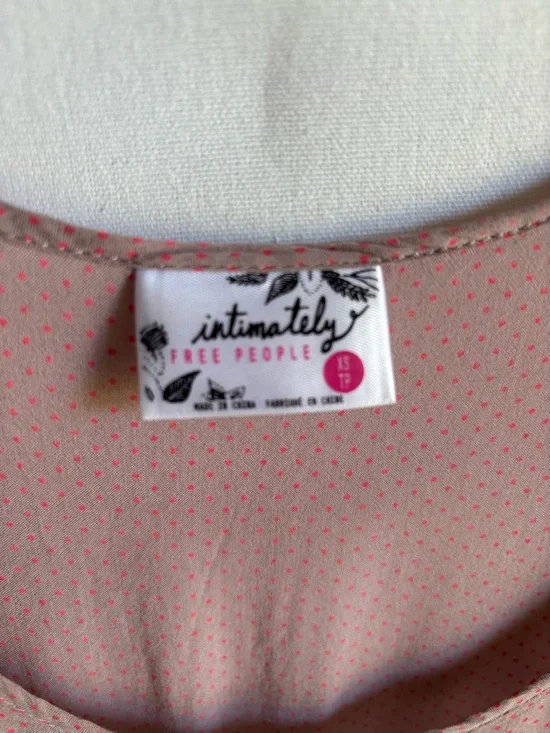 intimately
FREE PEOPLE
XS
TP
MADE IN CHINA FABRIQUÉ EN CHINE